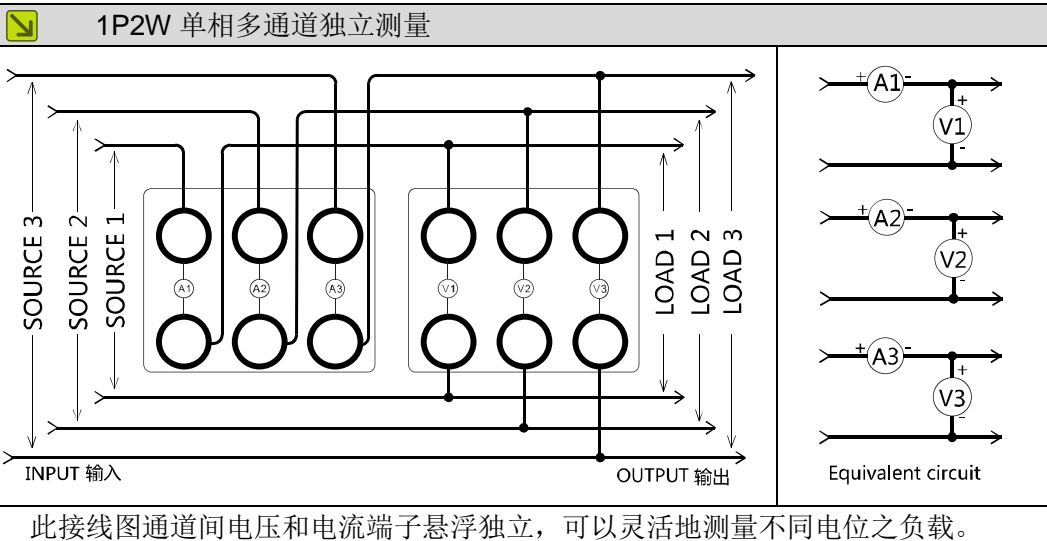 1P2W 单相多通道独立测量
SOURCE 3
SOURCE 2
SOURCE 1
A1
A2
A3
V1
V2
V3
LOAD 1
LOAD 2
LOAD 3
INPUT 输入
OUTPUT 输出
+ A1 -
+
V1
-
+ A2 -
+
V2
-
+ A3 -
+
V3
-
Equivalent circuit
此接线图通道间电压和电流端子悬浮独立，可以灵活地测量不同电位之负载。